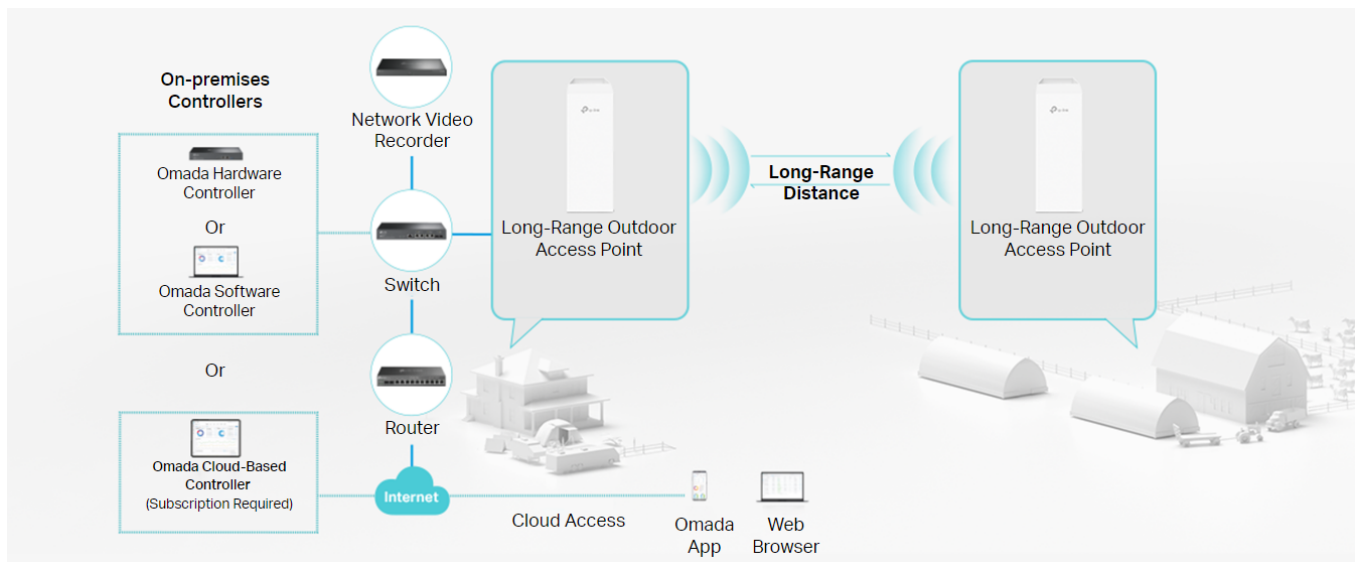 On-premises
Controllers
Omada Hardware
Controller
Or
Omada Software
Controller
Or
Omada Cloud-Based
Controller
(Subscription Required)
Network Video
Recorder
Switch
Router
Internet
Cloud Access
Omada
App
Web
Browser
Long-Range Outdoor
Access Point
Long-Range
Distance
Long-Range Outdoor
Access Point